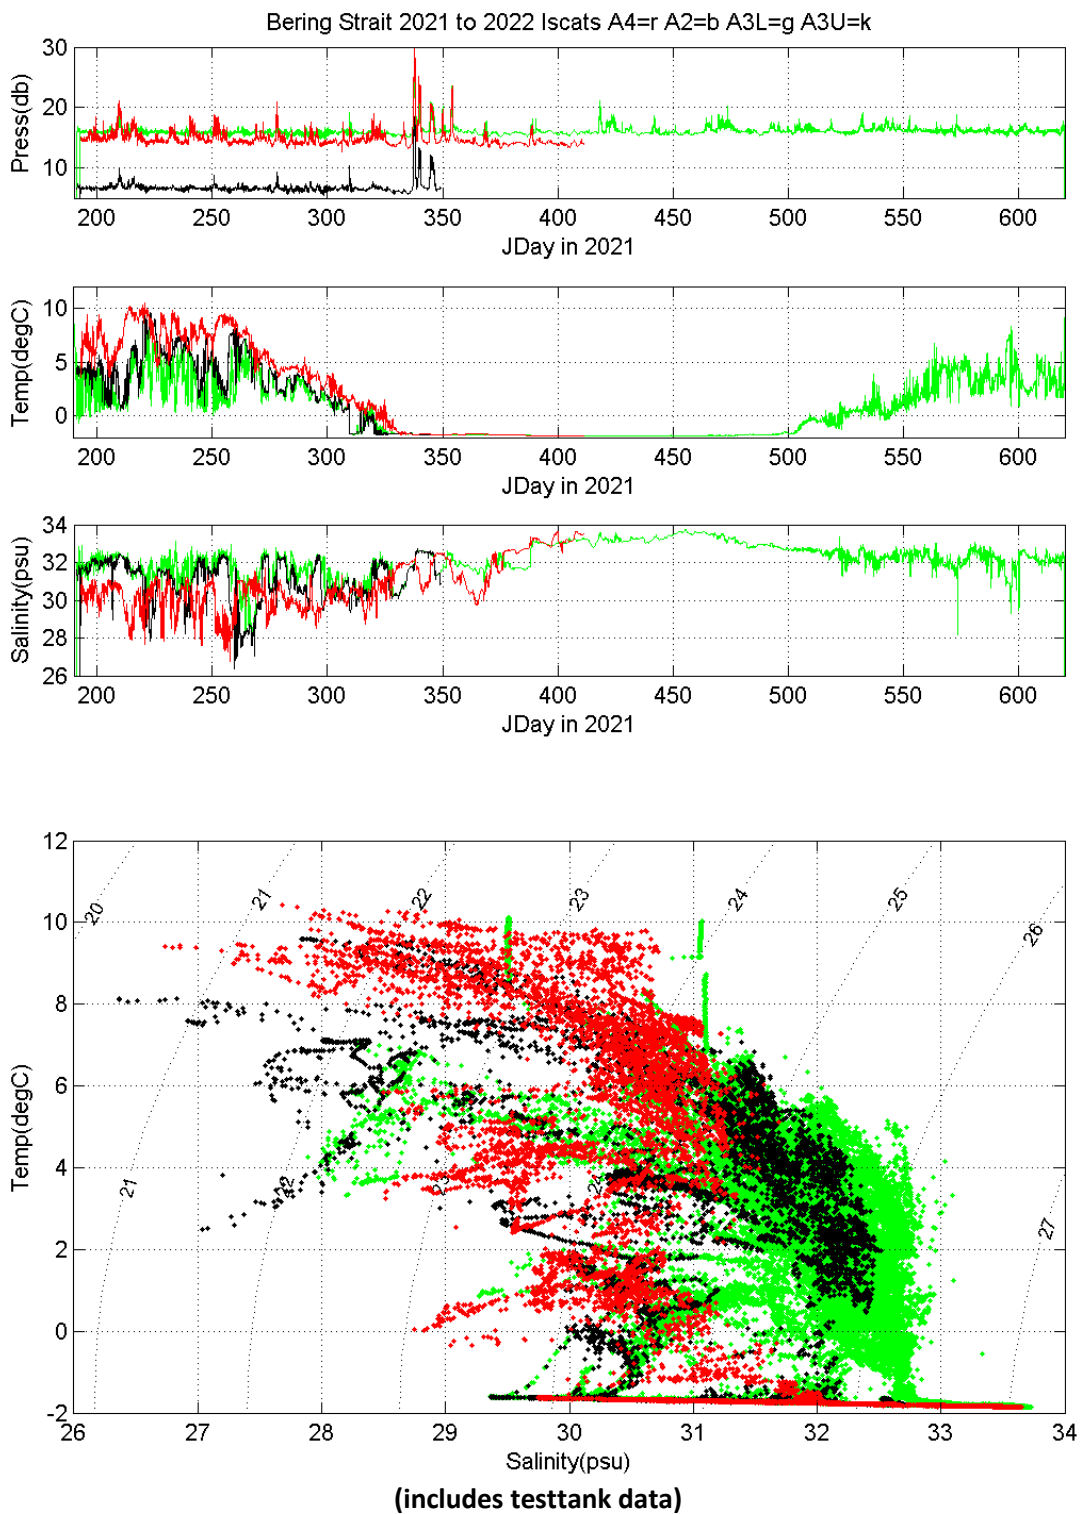 Bering Strait 2021 to 2022 Iscats A4=r A2=b A3L=g A3U=k
Press(db)
30
20
10
200 250 300 350 400 450 500 550 600
JDay in 2021
Temp(degC)
10
5
0
200 250 300 350 400 450 500 550 600
JDay in 2021
Salinity(psu)
34
32
30
28
26
200 250 300 350 400 450 500 550 600
JDay in 2021
Temp(degC)
12
10
8
6
4
2
0
-2
20 21 22 23 24 25 26
21 22 23 24 27
26 27 28 29 30 31 32 33 34
Salinity(psu)
(includes testtank data)